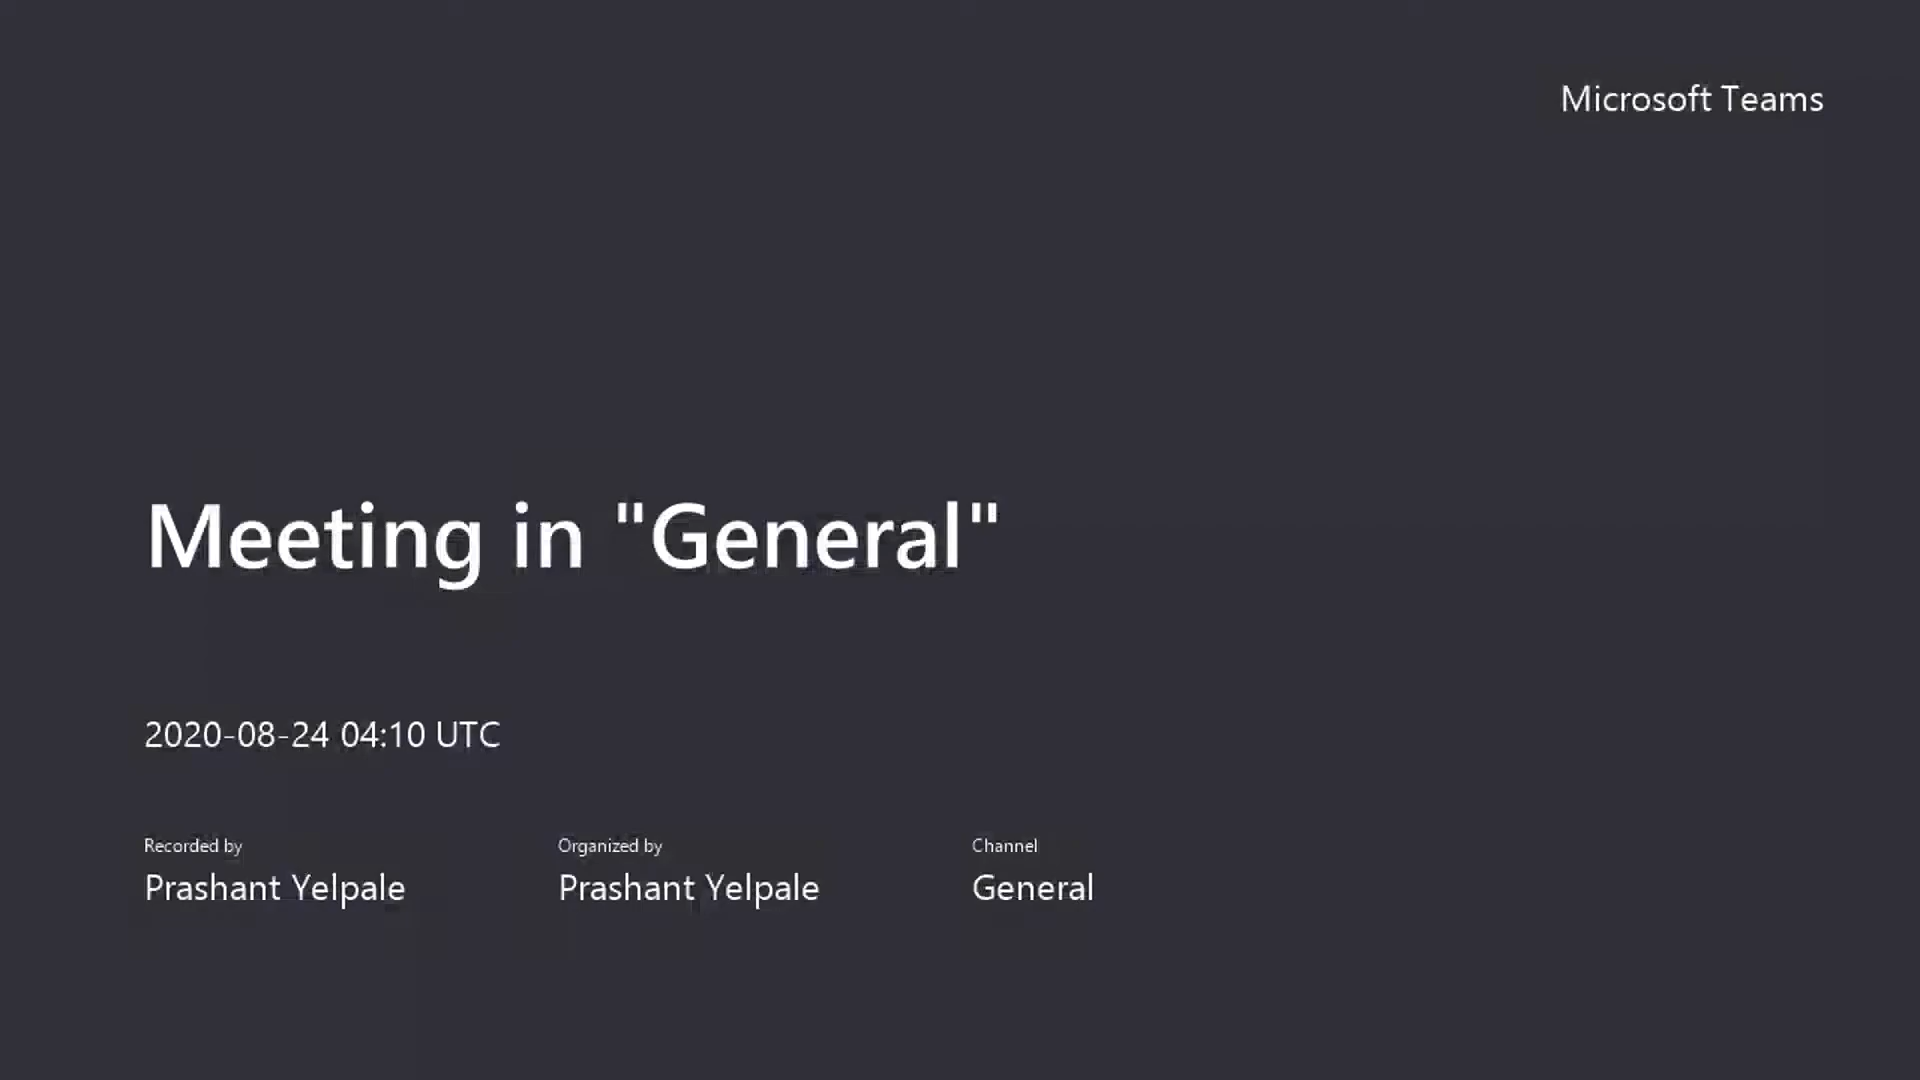 Microsoft Teams
Meeting in "General"
2020-08-24 04:10 UTC
Recorded by
Prashant Yelpale
Organized by
Prashant Yelpale
Channel
General